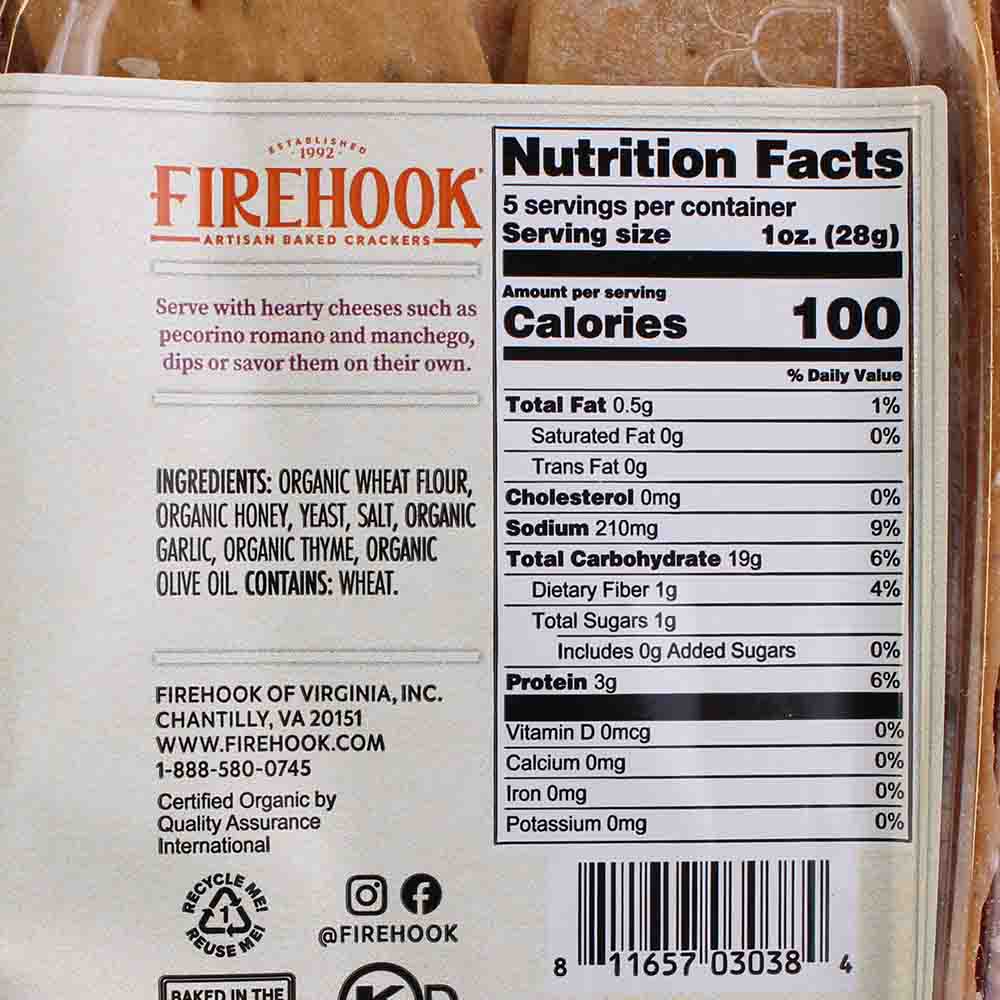 ESTABLISHED
· 1992 ·
FIREHOOK
ARTISAN BAKED CRACKERS
Serve with hearty cheeses such as
pecorino romano and manchego,
dips or savor them on their own.
INGREDIENTS: ORGANIC WHEAT FLOUR,
ORGANIC HONEY, YEAST, SALT, ORGANIC
GARLIC, ORGANIC THYME, ORGANIC
OLIVE OIL. CONTAINS: WHEAT.
FIREHOOK OF VIRGINIA, INC.
CHANTILLY, VA 20151
WWW.FIREHOOK.COM
1-888-580-0745
Certified Organic by
Quality Assurance
International
RECYCLE ME!
1
REUSE ME!
@FIREHOOK
BAKED IN THE
K D
Nutrition Facts
5 servings per container
Serving size 1oz. (28g)
Amount per serving
Calories 100
% Daily Value
Total Fat 0.5g 1%
Saturated Fat 0g 0%
Trans Fat 0g
Cholesterol 0mg 0%
Sodium 210mg 9%
Total Carbohydrate 19g 6%
Dietary Fiber 1g 4%
Total Sugars 1g
Includes 0g Added Sugars 0%
Protein 3g 6%
Vitamin D 0mcg 0%
Calcium 0mg 0%
Iron 0mg 0%
Potassium 0mg 0%
8 11657 03038 4